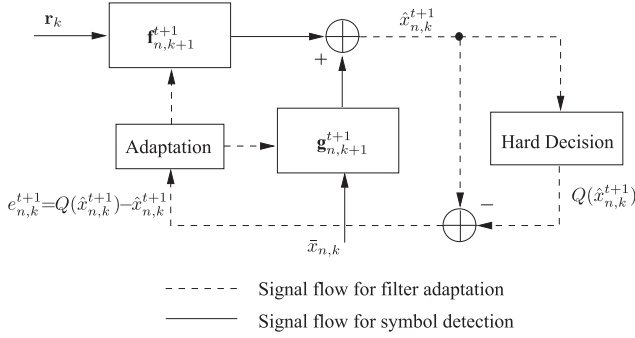 𝐫_k
𝐟^{t+1}_{n,k+1}
+
x̂^{t+1}_{n,k}
Adaptation
𝐠^{t+1}_{n,k+1}
Hard Decision
e^{t+1}_{n,k}=Q(x̂^{t+1}_{n,k})−x̂^{t+1}_{n,k}
−
Q(x̂^{t+1}_{n,k})
x̄_{n,k}
Signal flow for filter adaptation
Signal flow for symbol detection